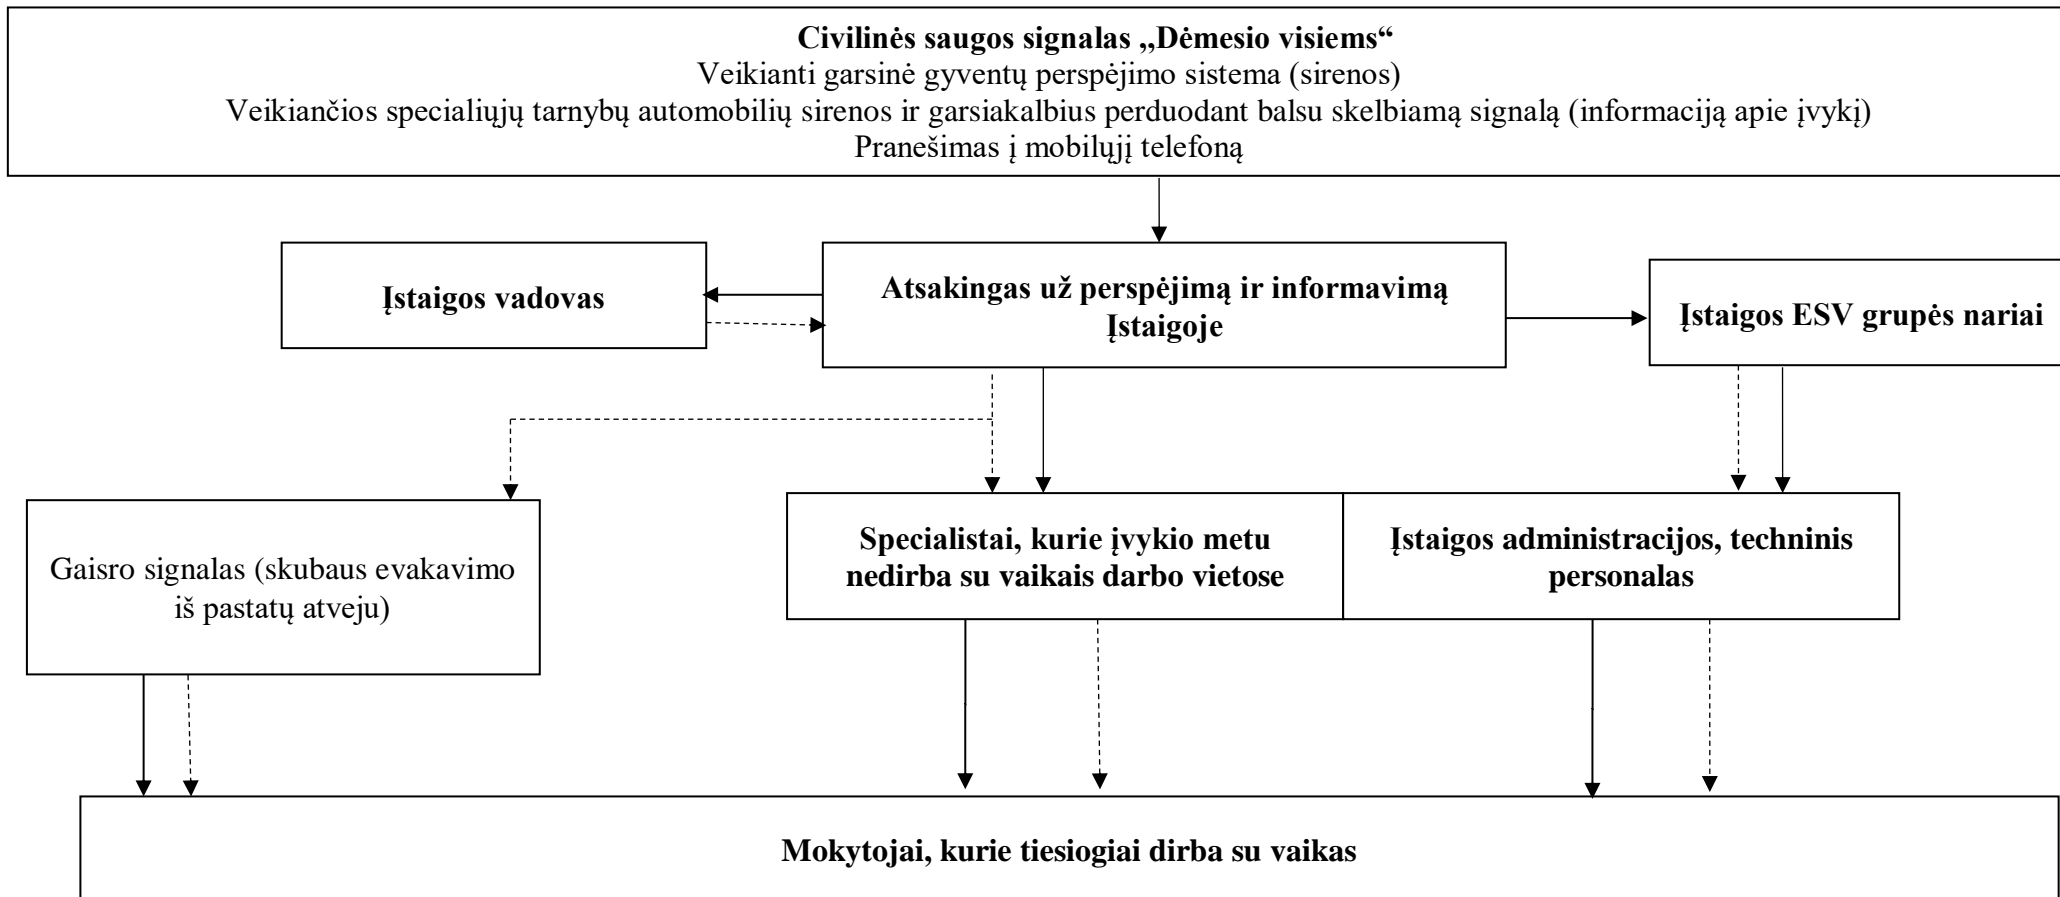 Civilinės saugos signalas „Dėmesio visiems“
Veikianti garsinė gyventų perspėjimo sistema (sirenos)
Veikiančios specialiųjų tarnybų automobilių sirenos ir garsiakalbius perduodant balsu skelbiamą signalą (informaciją apie įvykį)
Pranešimas į mobilųjį telefoną
Įstaigos vadovas
Atsakingas už perspėjimą ir informavimą
Įstaigoje
Įstaigos ESV grupės nariai
Gaisro signalas (skubaus evakavimo
iš pastatų atveju)
Specialistai, kurie įvykio metu
nedirba su vaikais darbo vietose
Įstaigos administracijos, techninis
personalas
Mokytojai, kurie tiesiogiai dirba su vaikas